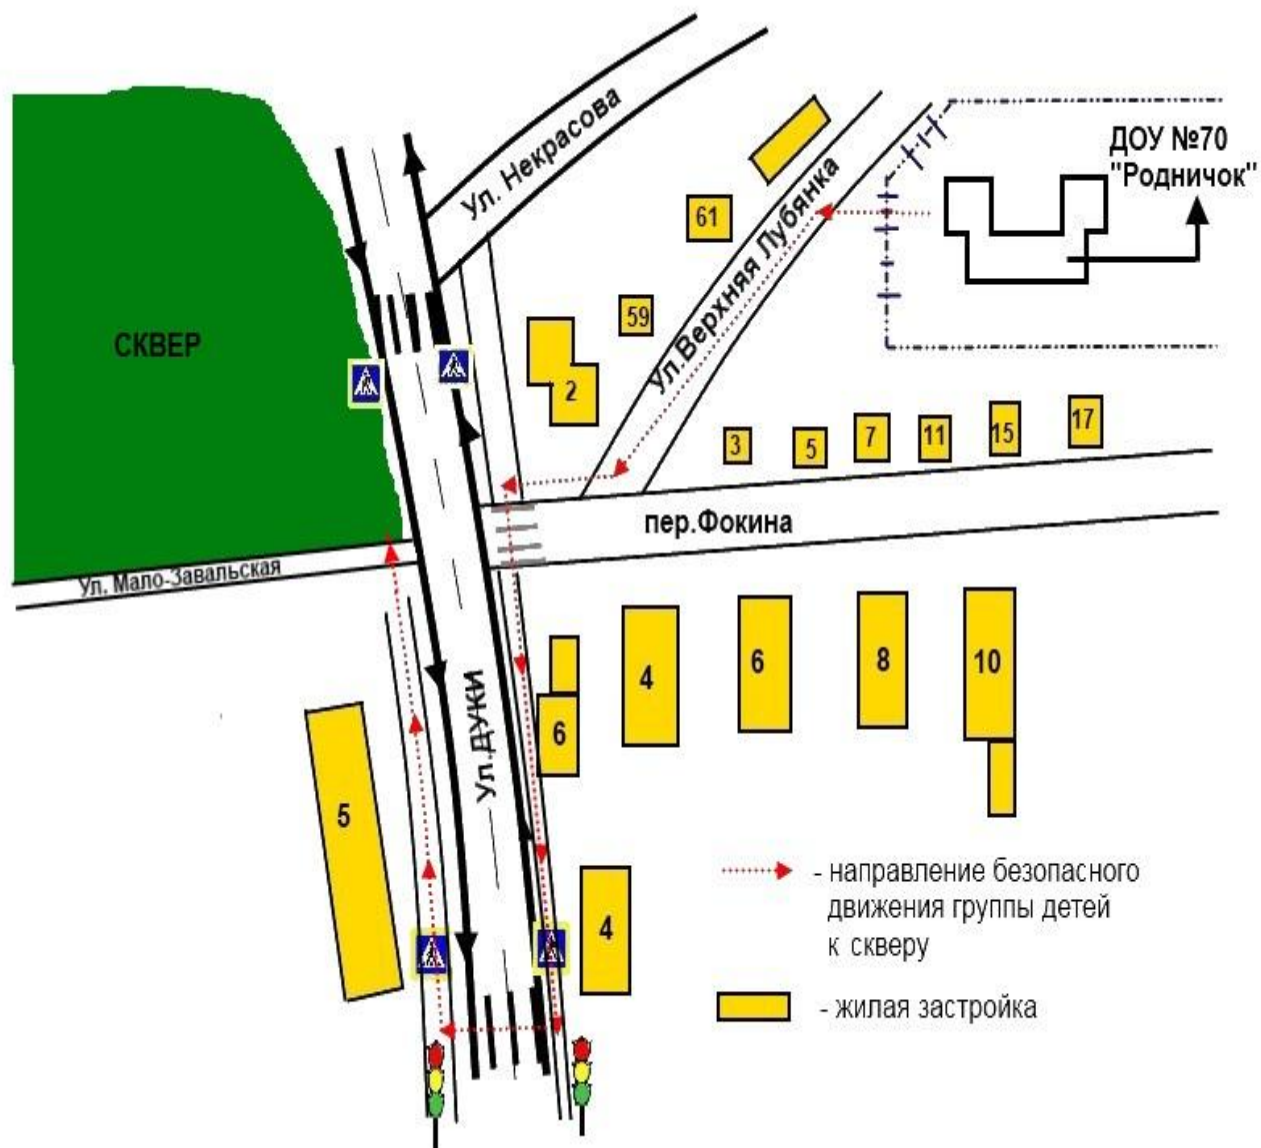 Ул. Некрасова
ДОУ №70
"Родничок"
61
Ул.Верхняя Лубянка
59
СКВЕР
2
3
5
7
11
15
17
пер.Фокина
Ул. Мало-Завальская
4
6
8
10
Ул.ДУКИ
6
5
4
- направление безопасного
движения группы детей
к скверу
- жилая застройка